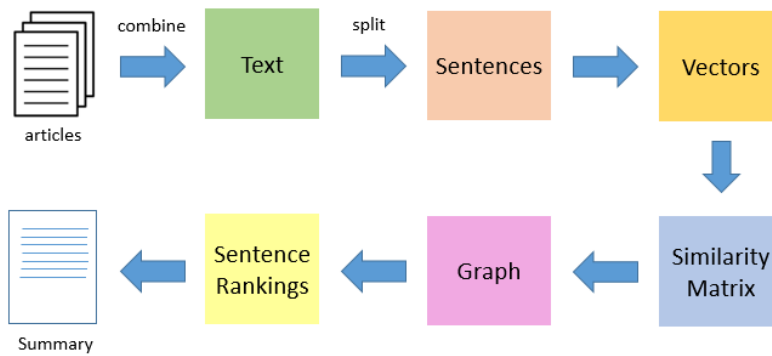 combine
split
Text
Sentences
Vectors
articles
Similarity
Matrix
Graph
Sentence
Rankings
Summary